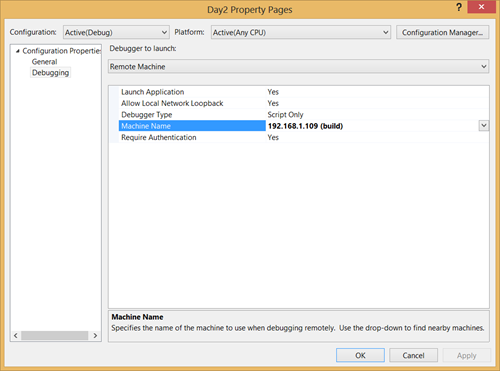 Day2 Property Pages
? X
Configuration: Active(Debug) Platform: Active(Any CPU) Configuration Manager...
Configuration Properties
General
Debugging
Debugger to launch:
Remote Machine
Launch Application Yes
Allow Local Network Loopback Yes
Debugger Type Script Only
Machine Name 192.168.1.109 (build)
Require Authentication Yes
Machine Name
Specifies the name of the machine to use when debugging remotely. Use the drop-down to find nearby machines.
OK Cancel Apply